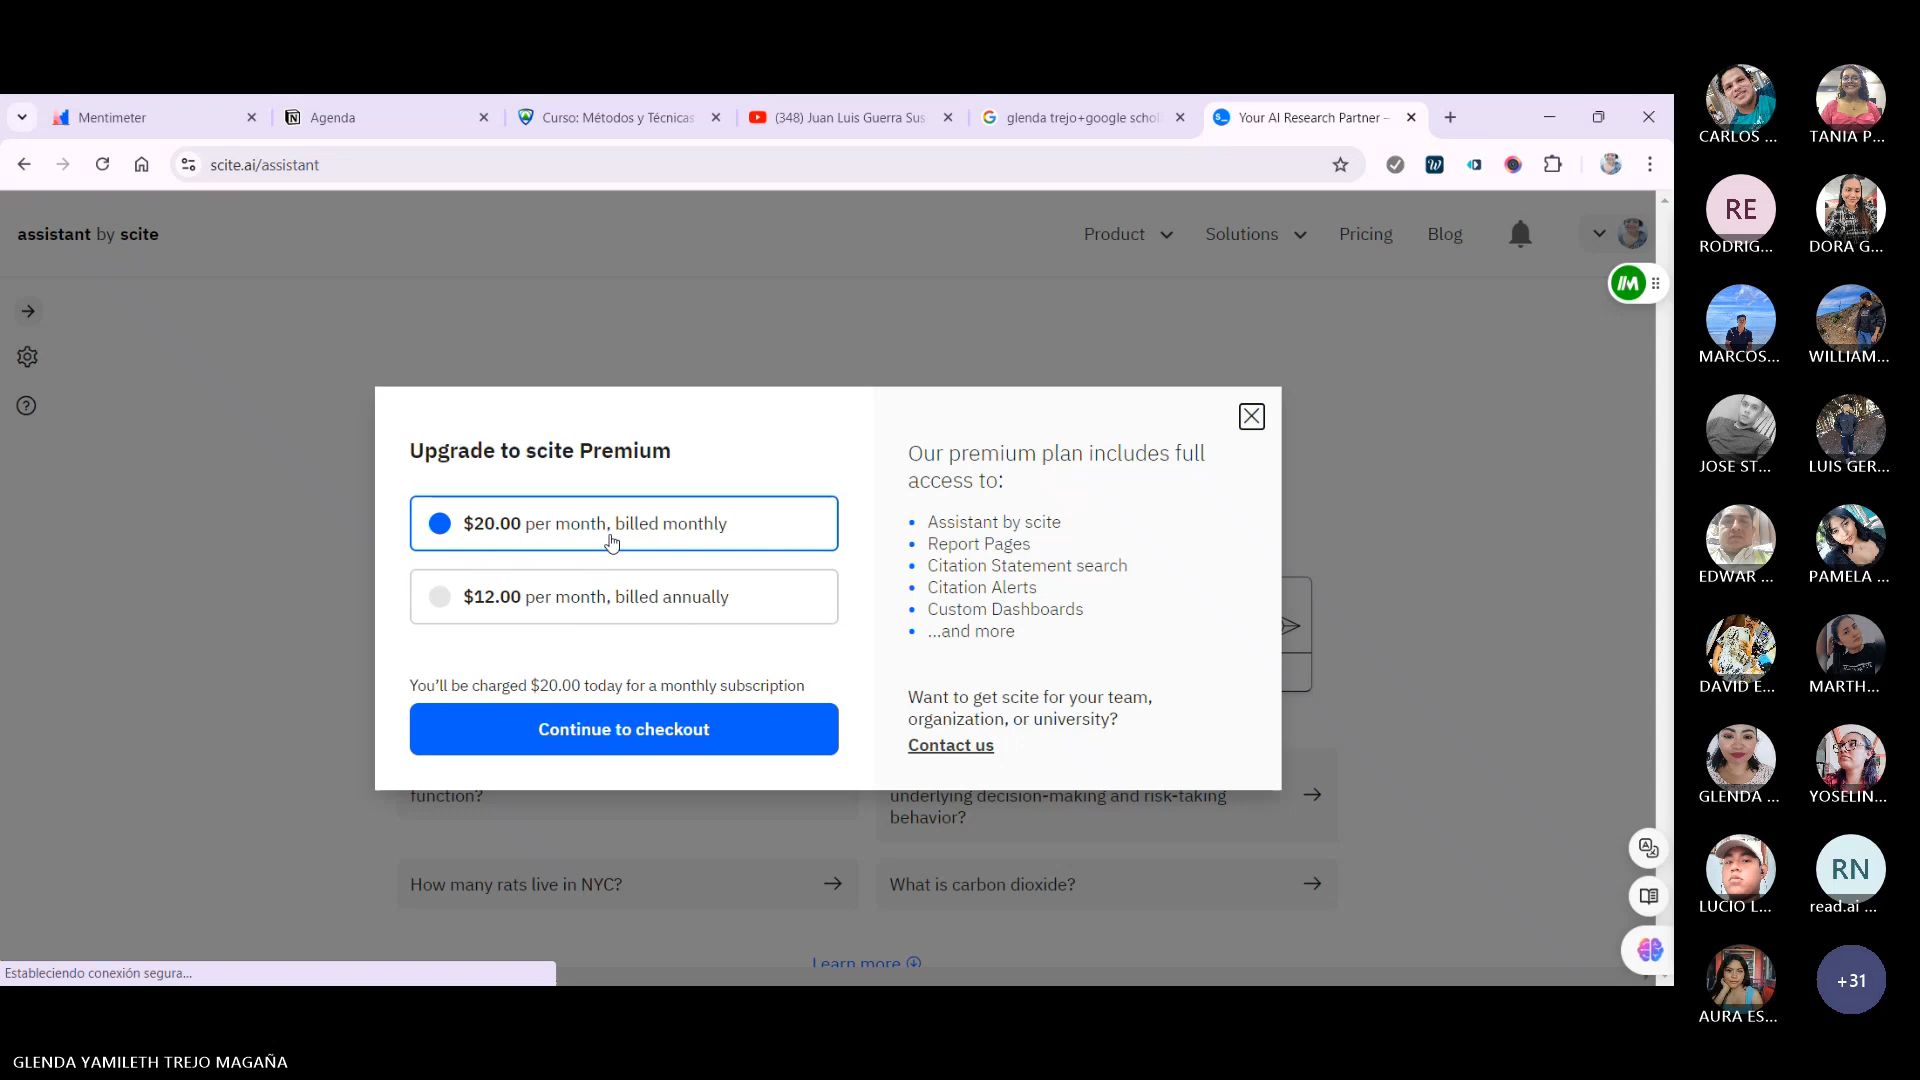 Mentimeter
Agenda
Curso: Métodos y Técnicas
(348) Juan Luis Guerra Sus
glenda trejo+google schol
Your AI Research Partner –
scite.ai/assistant
assistant by scite
Product
Solutions
Pricing
Blog
Upgrade to scite Premium
$20.00 per month, billed monthly
$12.00 per month, billed annually
You’ll be charged $20.00 today for a monthly subscription
Continue to checkout
Our premium plan includes full
access to:
• Assistant by scite
• Report Pages
• Citation Statement search
• Citation Alerts
• Custom Dashboards
• ...and more
Want to get scite for your team,
organization, or university?
Contact us
function?
underlying decision-making and risk-taking
behavior?
How many rats live in NYC?
What is carbon dioxide?
Learn more
Estableciendo conexión segura...
CARLOS ...
TANIA P...
RE
RODRIG...
DORA G...
MARCOS...
WILLIAM...
JOSE ST...
LUIS GER...
EDWAR ...
PAMELA ...
DAVID E...
MARTH...
GLENDA ...
YOSELIN...
LUCIO L...
RN
read.ai ...
AURA ES...
+31
GLENDA YAMILETH TREJO MAGAÑA